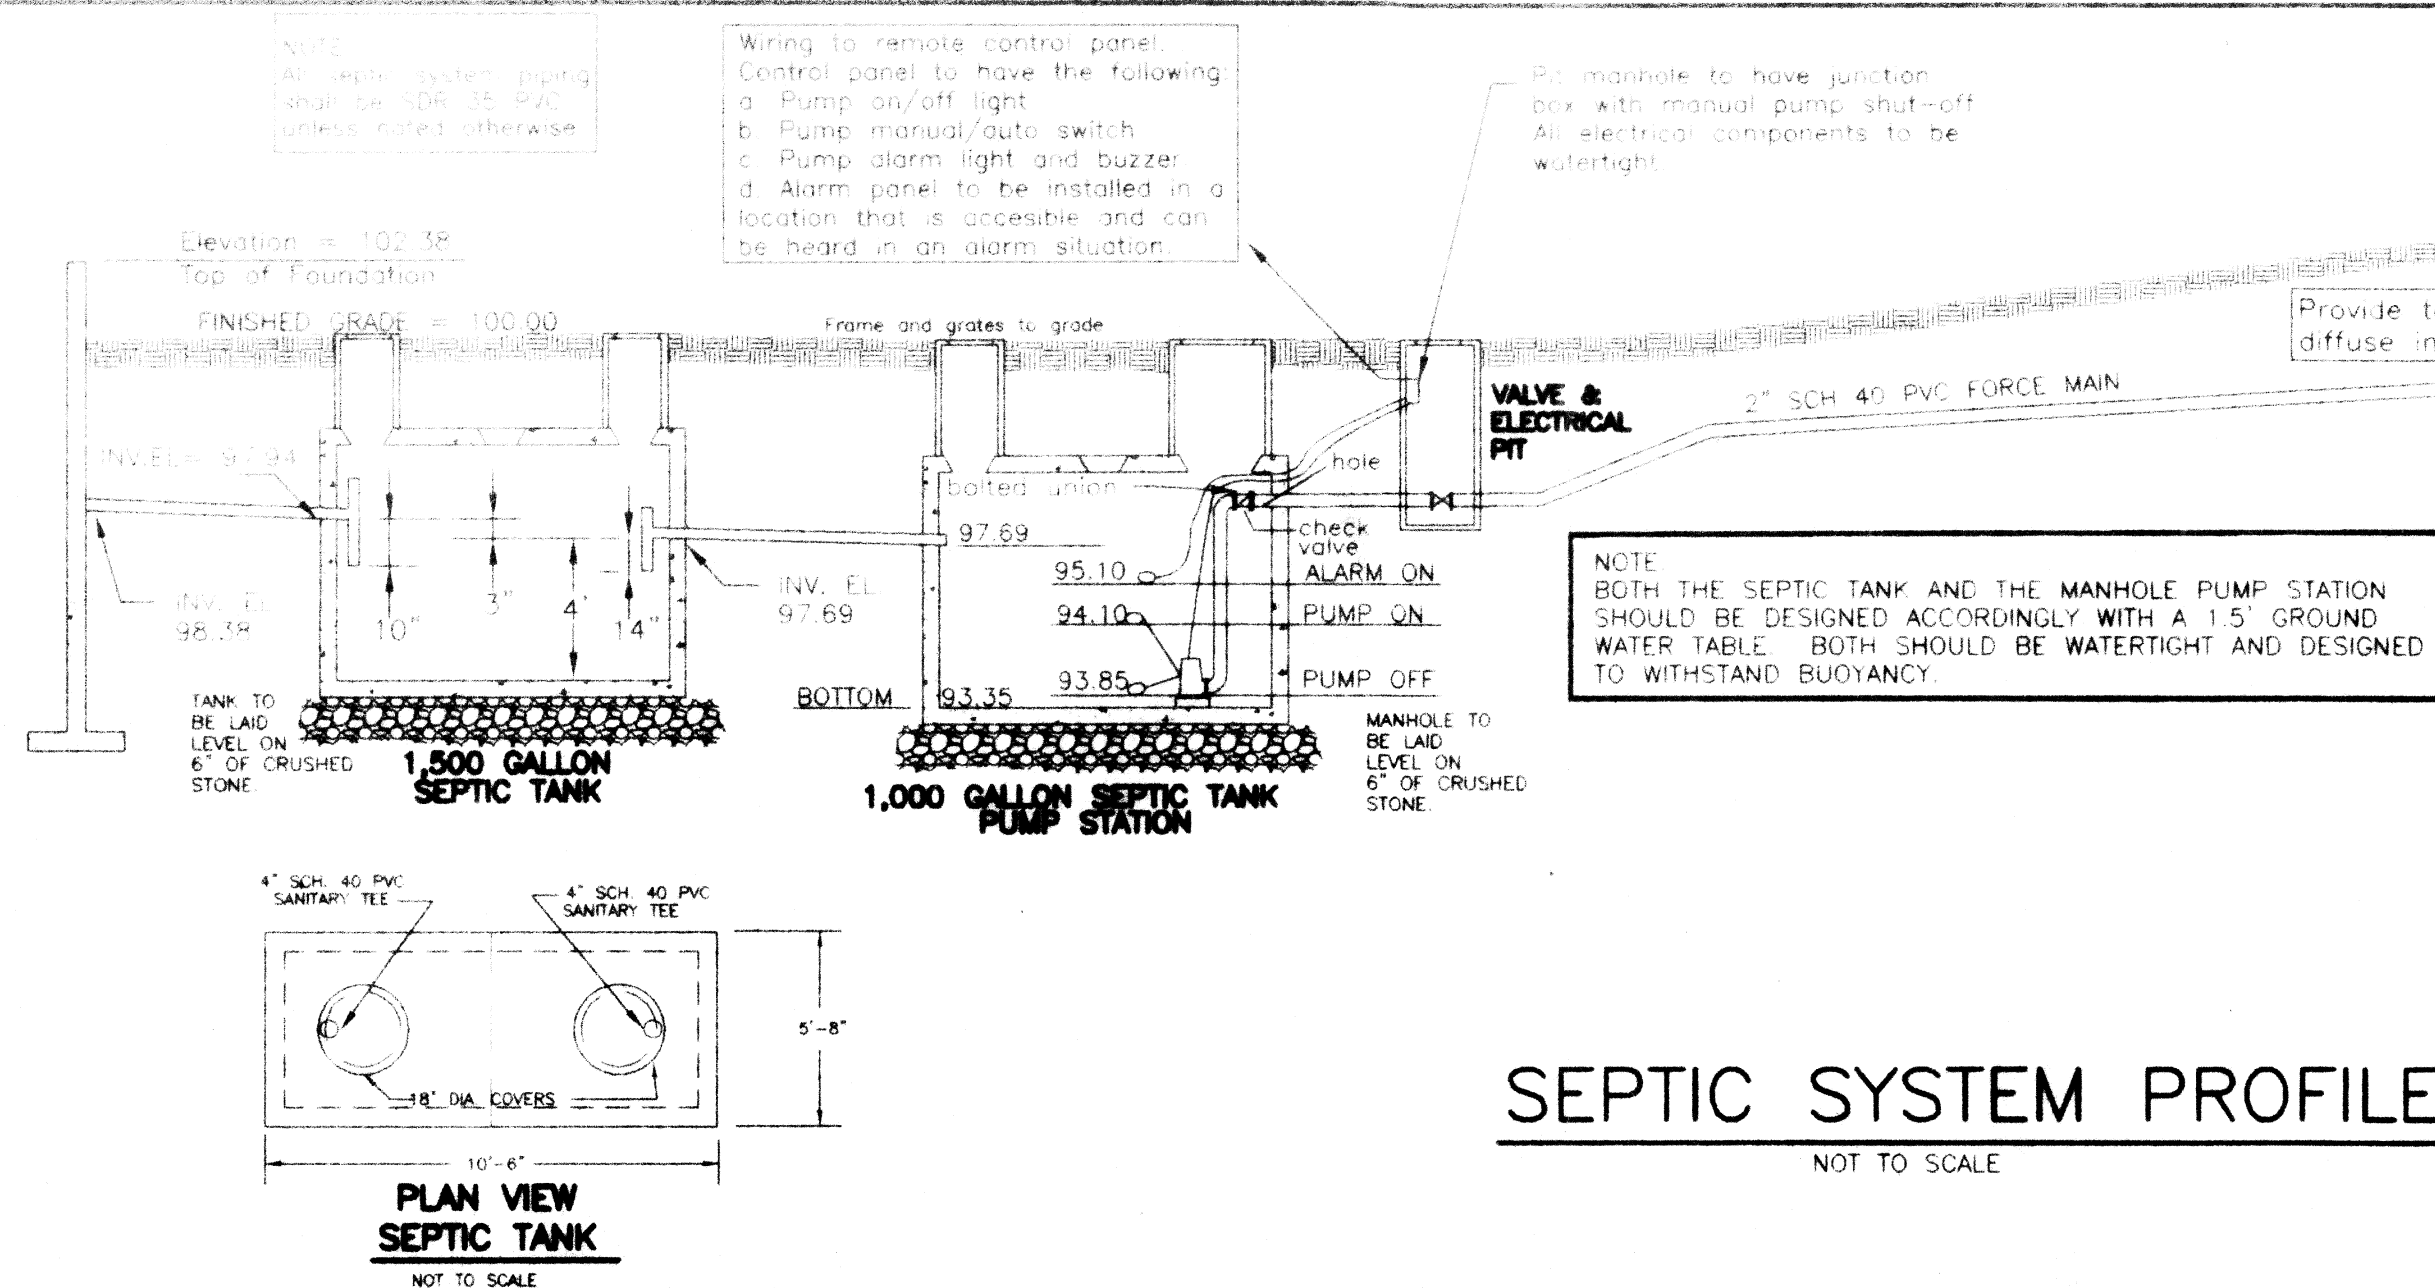 NOTE
All septic system piping
shall be SDR 35 PVC
unless noted otherwise
Wiring to remote control panel.
Control panel to have the following:
a. Pump on/off light
b. Pump manual/auto switch
c. Pump alarm light and buzzer
d. Alarm panel to be installed in a
location that is accesible and can
be heard in an alarm situation.
Pit manhole to have junction
box with manual pump shut-off
All electrical components to be
watertight.
Elevation = 102.38
Top of Foundation
FINISHED GRADE = 100.00
Frame and grates to grade
Provide
diffuse
VALVE &
ELECTRICAL
PIT
2" SCH 40 PVC FORCE MAIN
INV.EL= 97.94
hole
bolted union
97.69
check
valve
95.10
ALARM ON
INV. EL.
98.38
10"
3"
4'
14"
INV. EL.
97.69
94.10
PUMP ON
93.85
PUMP OFF
BOTTOM
93.35
NOTE
BOTH THE SEPTIC TANK AND THE MANHOLE PUMP STATION
SHOULD BE DESIGNED ACCORDINGLY WITH A 1.5' GROUND
WATER TABLE. BOTH SHOULD BE WATERTIGHT AND DESIGNED
TO WITHSTAND BUOYANCY.
TANK TO
BE LAID
LEVEL ON
6" OF CRUSHED
STONE.
1,500 GALLON
SEPTIC TANK
1,000 GALLON SEPTIC TANK
PUMP STATION
MANHOLE TO
BE LAID
LEVEL ON
6" OF CRUSHED
STONE.
4" SCH. 40 PVC
SANITARY TEE
4" SCH. 40 PVC
SANITARY TEE
5'-8"
18" DIA. COVERS
10'-6"
PLAN VIEW
SEPTIC TANK
NOT TO SCALE
SEPTIC SYSTEM PROFILE
NOT TO SCALE